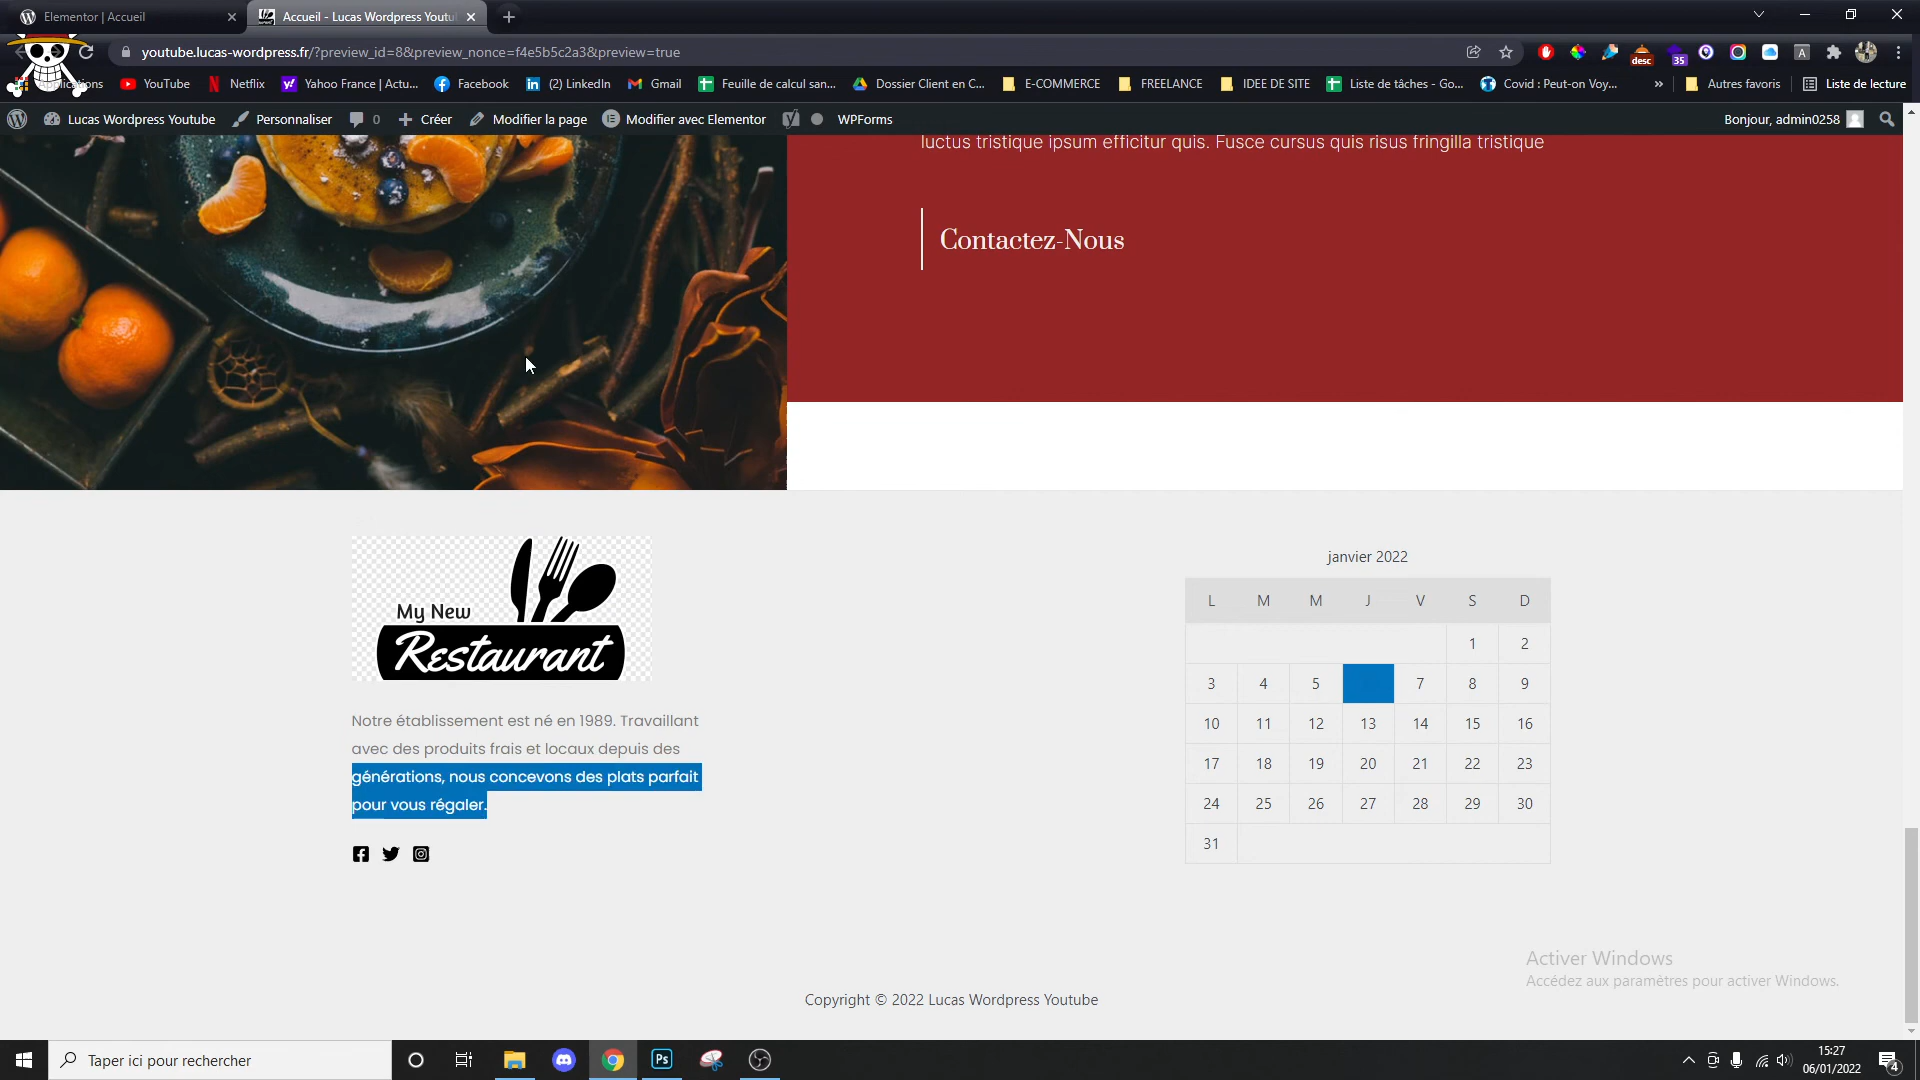 Elementor | Accueil
Accueil - Lucas Wordpress Youtu
youtube.lucas-wordpress.fr/?preview_id=8&preview_nonce=f4e5b5c2a3&preview=true
desc
35
A
YouTube
Netflix
Yahoo France | Actu...
Facebook
(2) LinkedIn
Gmail
Feuille de calcul san...
Dossier Client en C...
E-COMMERCE
FREELANCE
IDEE DE SITE
Liste de tâches - Go...
Covid : Peut-on Voy...
»
Autres favoris
Liste de lecture
Lucas Wordpress Youtube
Personnaliser
0
Créer
Modifier la page
Modifier avec Elementor
WPForms
Bonjour, admin0258
luctus tristique ipsum efficitur quis. Fusce cursus quis risus fringilla tristique
Contactez-Nous
My New
Restaurant
Notre établissement est né en 1989. Travaillant
avec des produits frais et locaux depuis des
générations, nous concevons des plats parfait
pour vous régaler.
janvier 2022
L M M J V S D
1 2
3 4 5 7 8 9
10 11 12 13 14 15 16
17 18 19 20 21 22 23
24 25 26 27 28 29 30
31
Activer Windows
Accédez aux paramètres pour activer Windows.
Copyright © 2022 Lucas Wordpress Youtube
Taper ici pour rechercher
Ps
15:27
06/01/2022
4